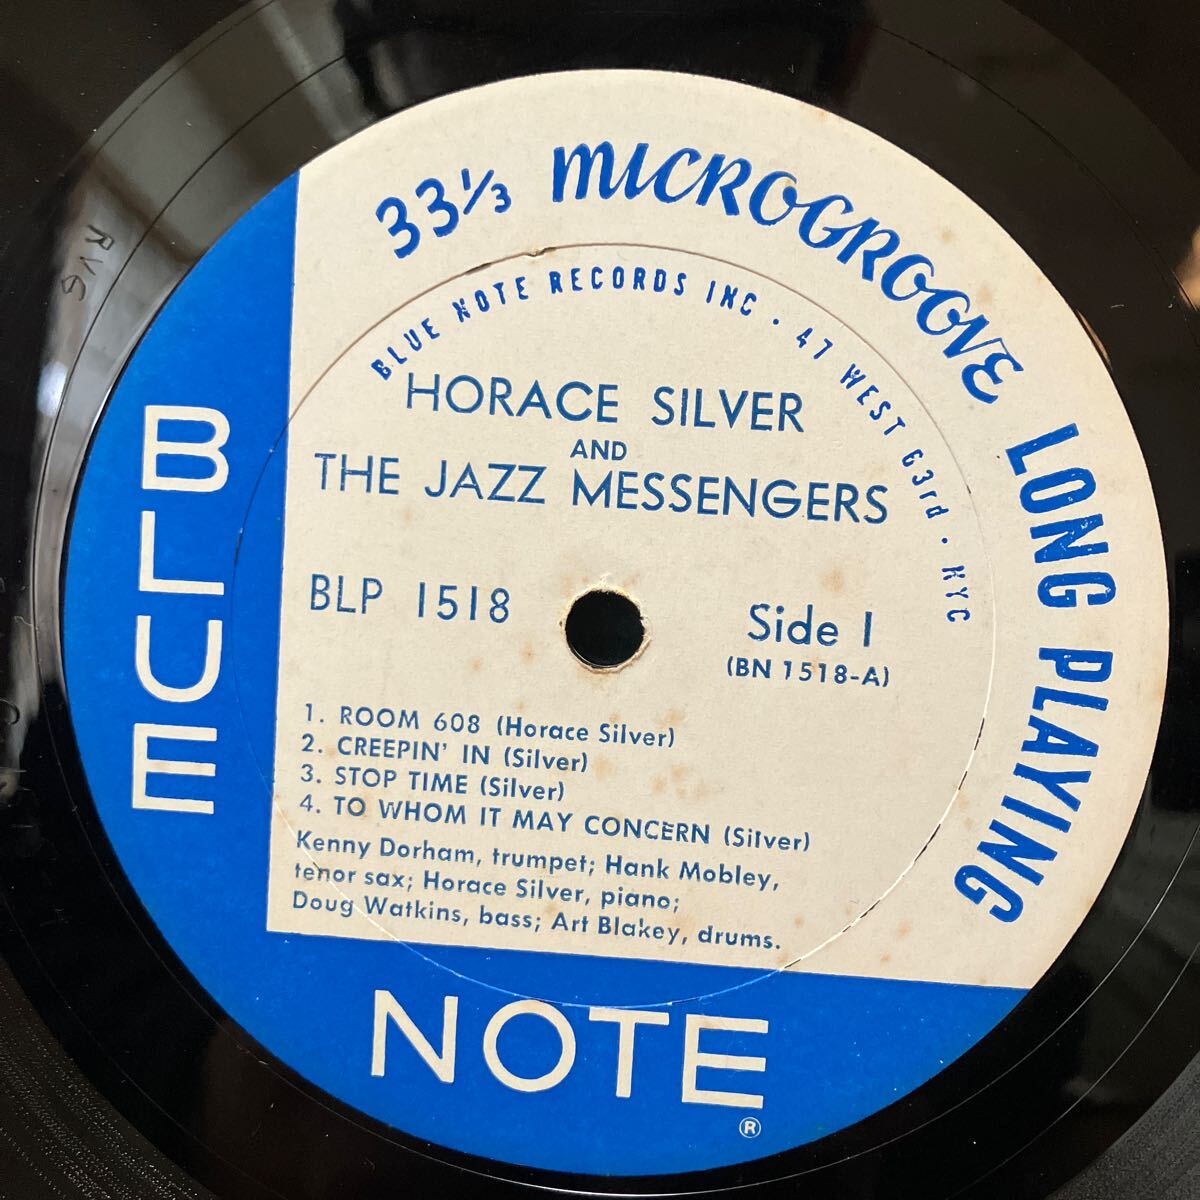 33⅓ MICROGROOVE LONG PLAYING
BLUE NOTE RECORDS INC · 47 WEST 63rd · NYC
HORACE SILVER
AND
THE JAZZ MESSENGERS
BLP 1518
Side 1
(BN 1518-A)
1. ROOM 608 (Horace Silver)
2. CREEPIN' IN (Silver)
3. STOP TIME (Silver)
4. TO WHOM IT MAY CONCERN (Silver)
Kenny Dorham, trumpet; Hank Mobley,
tenor sax; Horace Silver, piano;
Doug Watkins, bass; Art Blakey, drums.
BLUE
NOTE
®
RVG